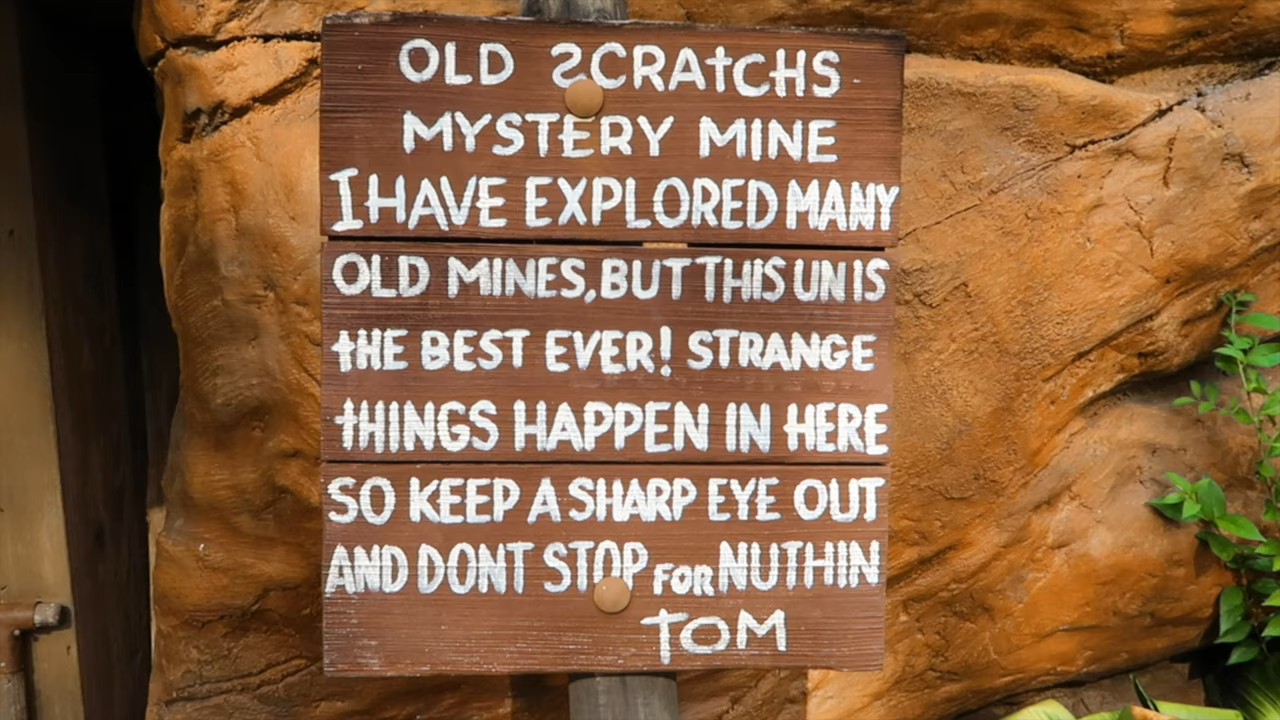 OLD SCRAtCHS
MYSTERY MINE
I HAVE EXPLORED MANY
OLD MINES, BUT THIS UN IS
tHE BEST EVER! STRANGE
tHINGS HAPPEN IN HERE
SO KEEP A SHARP EYE OUT
AND DONT STOP FOR NUTHIN
TOM